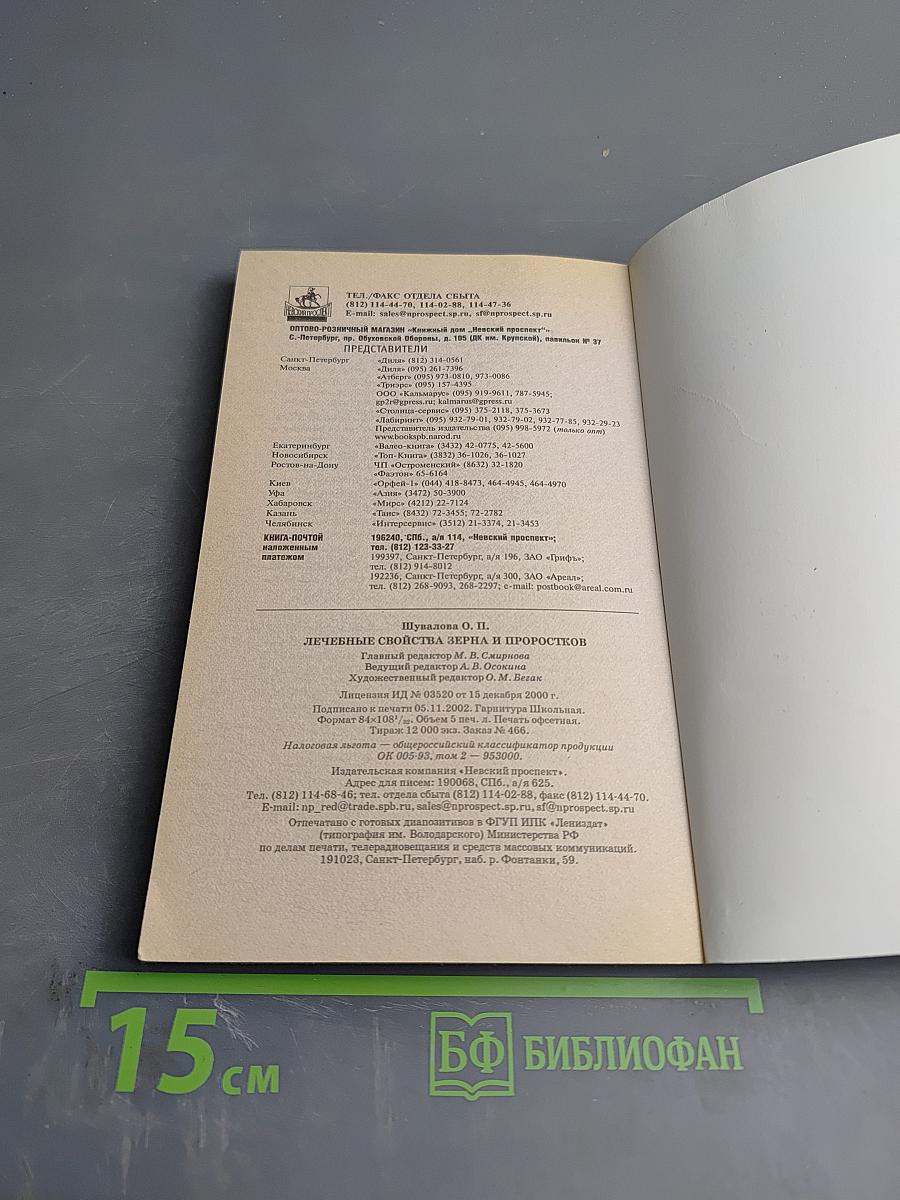 НЕВСКИЙ ПРОСПЕКТ
ТЕЛ./ФАКС ОТДЕЛА СБЫТА
(812) 114-44-70, 114-02-88, 114-47-36
E-mail: sales@nprospect.sp.ru, sf@nprospect.sp.ru
ОПТОВО-РОЗНИЧНЫЙ МАГАЗИН «Книжный дом „Невский проспект"»
С.-Петербург, пр. Обуховской Обороны, д. 105 (ДК им. Крупской), павильон № 37
ПРЕДСТАВИТЕЛИ
Санкт-Петербург «Диля» (812) 314-0561
Москва «Диля» (095) 261-7396
«Атберг» (095) 973-0810, 973-0086
«Триэрс» (095) 157-4395
ООО «Кальмарус» (095) 919-9611, 787-5945;
gp2r@gpress.ru; kalmarus@gpress.ru
«Столица-сервис» (095) 375-2118, 375-3673
«Лабиринт» (095) 932-79-01, 932-79-02, 932-77-85, 932-29-23
Представитель издательства (095) 998-5972 (только опт)
www.bookspb.narod.ru
Екатеринбург «Валео-книга» (3432) 42-0775, 42-5600
Новосибирск «Топ-Книга» (3832) 36-1026, 36-1027
Ростов-на-Дону ЧП «Остроменский» (8632) 32-1820
«Фаэтон» 65-6164
Киев «Орфей-1» (044) 418-8473, 464-4945, 464-4970
Уфа «Азия» (3472) 50-3900
Хабаровск «Мирс» (4212) 22-7124
Казань «Таис» (8432) 72-3455; 72-2782
Челябинск «Интерсервис» (3512) 21-3374, 21-3453
КНИГА-ПОЧТОЙ 196240, СПб., а/я 114, «Невский проспект»;
наложенным тел. (812) 123-33-27
платежом 199397, Санкт-Петербург, а/я 196, ЗАО «Грифъ»;
тел. (812) 914-8012
192236, Санкт-Петербург, а/я 300, ЗАО «Ареал»;
тел. (812) 268-9093, 268-2297; e-mail: postbook@areal.com.ru
Шувалова О. П.
ЛЕЧЕБНЫЕ СВОЙСТВА ЗЕРНА И ПРОРОСТКОВ
Главный редактор М. В. Смирнова
Ведущий редактор А. В. Осокина
Художественный редактор О. М. Бегак
Лицензия ИД № 03520 от 15 декабря 2000 г.
Подписано к печати 05.11.2002. Гарнитура Школьная.
Формат 84×108¹/₃₂. Объем 5 печ. л. Печать офсетная.
Тираж 12 000 экз. Заказ № 466.
Налоговая льгота — общероссийский классификатор продукции
ОК 005-93, том 2 — 953000.
Издательская компания «Невский проспект».
Адрес для писем: 190068, СПб., а/я 625.
Тел. (812) 114-68-46; тел. отдела сбыта (812) 114-02-88, факс (812) 114-44-70.
E-mail: np_red@trade.spb.ru, sales@nprospect.sp.ru, sf@nprospect.sp.ru
Отпечатано с готовых диапозитивов в ФГУП ИПК «Лениздат»
(типография им. Володарского) Министерства РФ
по делам печати, телерадиовещания и средств массовых коммуникаций.
191023, Санкт-Петербург, наб. р. Фонтанки, 59.
15 см
БФ БИБЛИОФАН